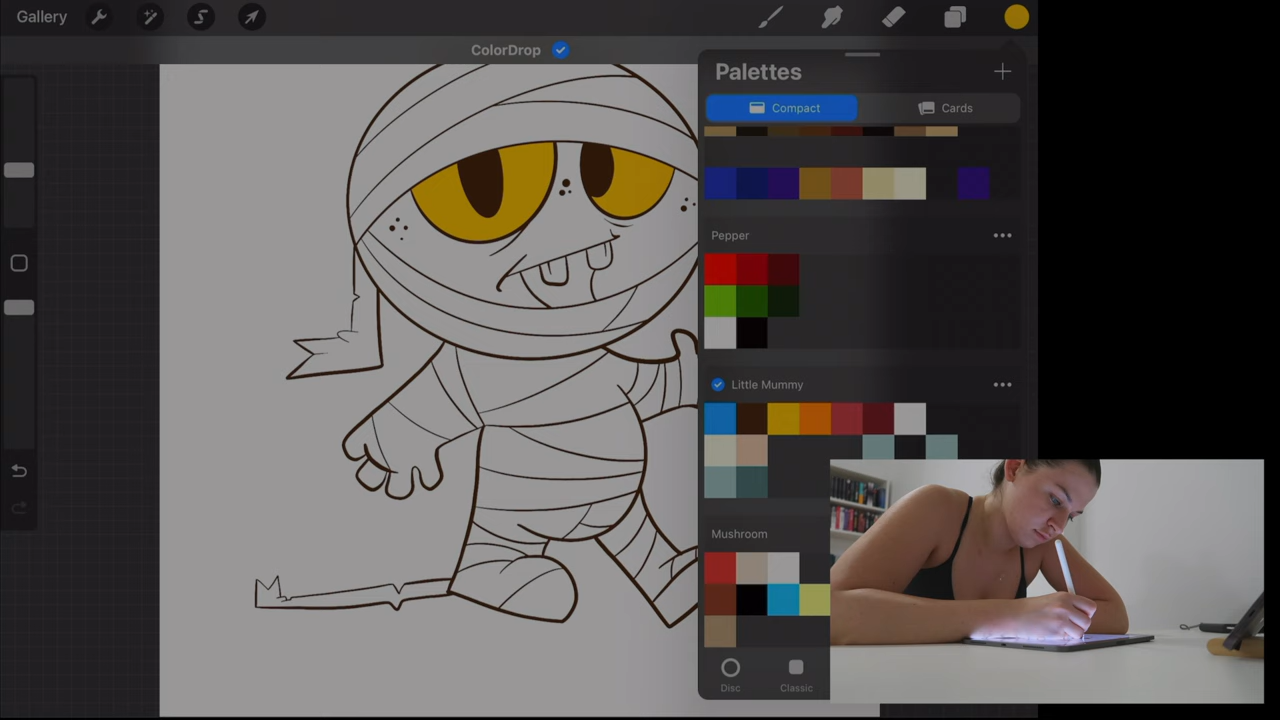 Gallery
ColorDrop
Palettes
Compact
Cards
Pepper
Little Mummy
Mushroom
Disc
Classic